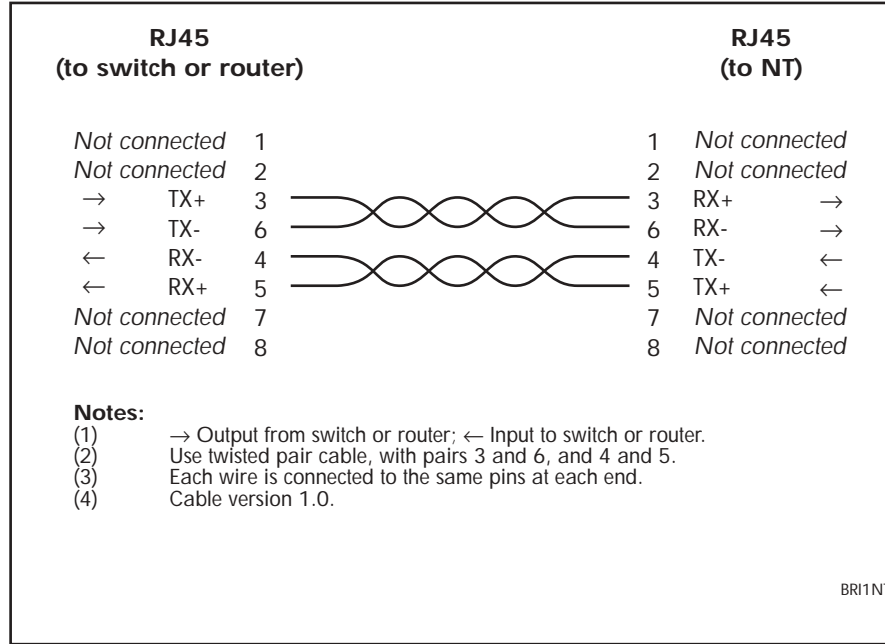 RJ45 RJ45
(to switch or router) (to NT)
Not connected 1 1 Not connected
Not connected 2 2 Not connected
→ TX+ 3 3 RX+ →
→ TX- 6 6 RX- →
← RX- 4 4 TX- ←
← RX+ 5 5 TX+ ←
Not connected 7 7 Not connected
Not connected 8 8 Not connected
Notes:
(1) → Output from switch or router; ← Input to switch or router.
(2) Use twisted pair cable, with pairs 3 and 6, and 4 and 5.
(3) Each wire is connected to the same pins at each end.
(4) Cable version 1.0.